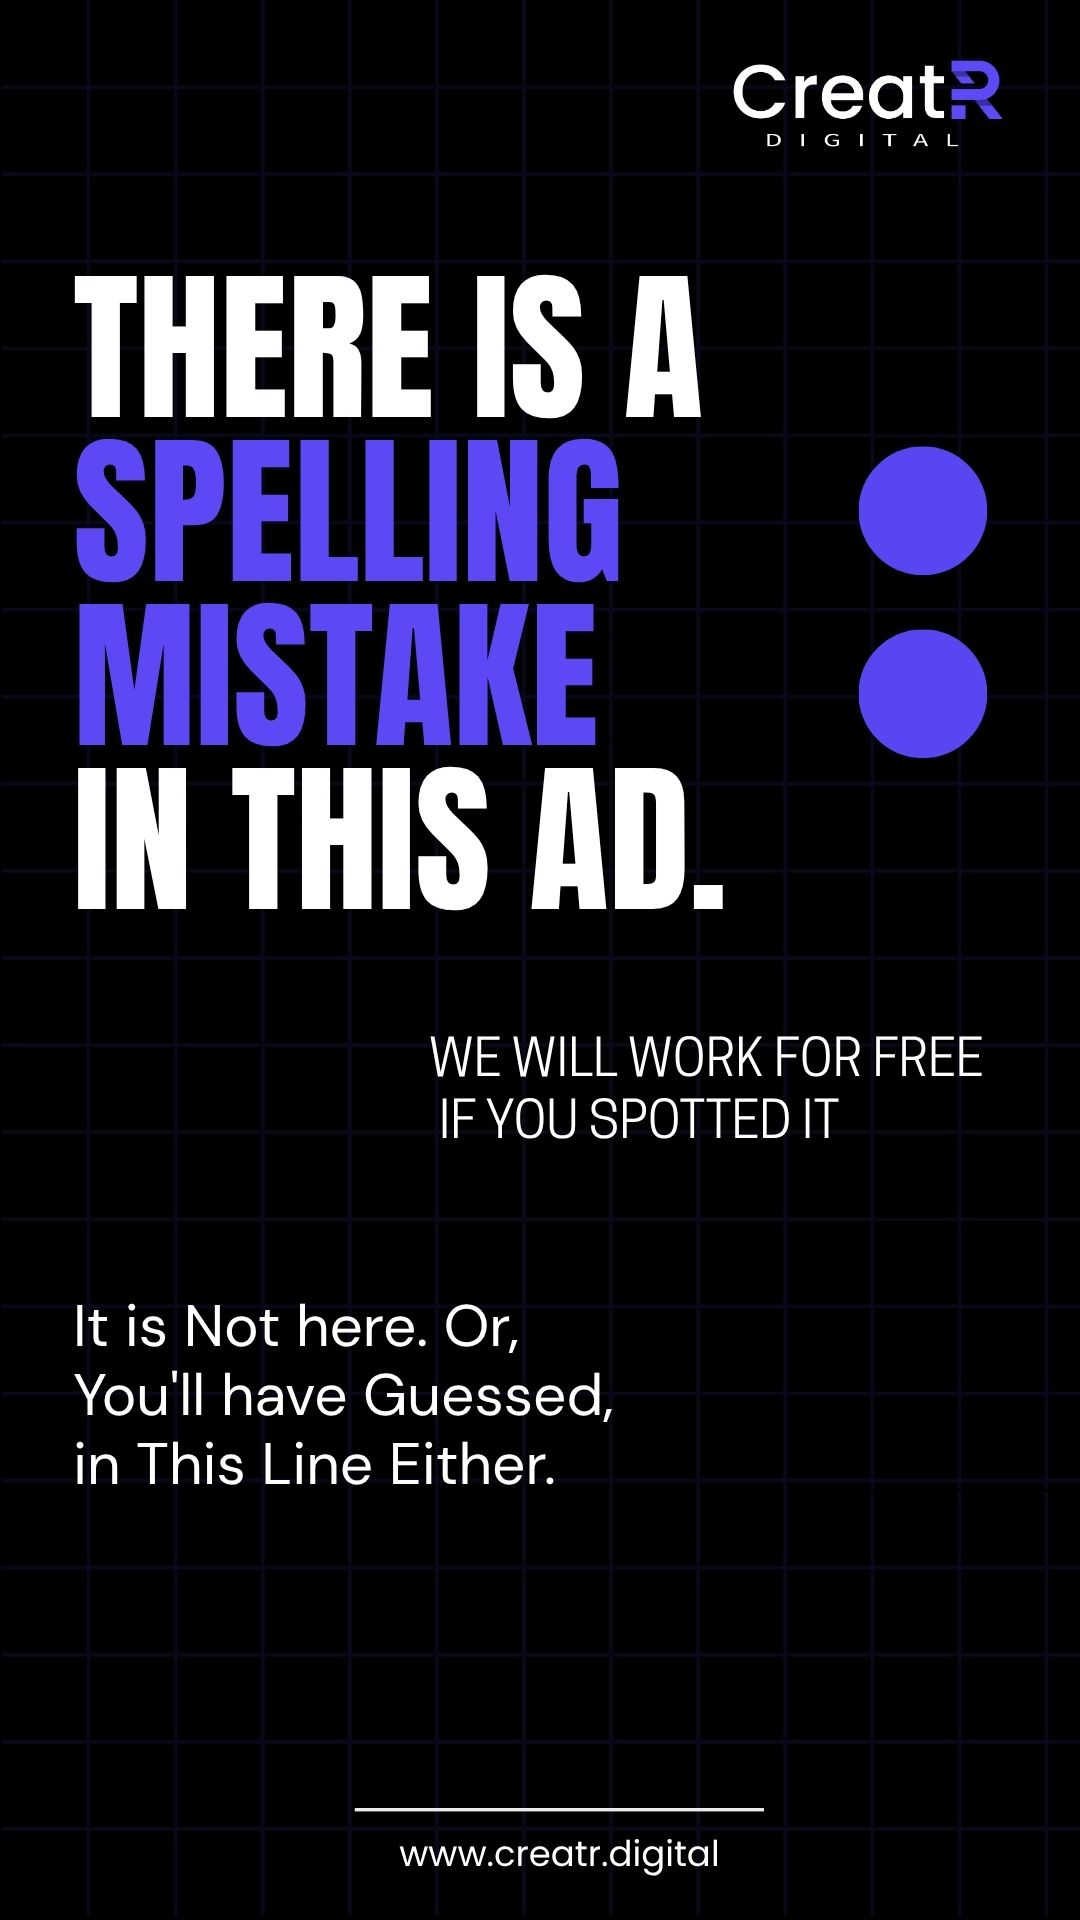 CreatR
DIGITAL
THERE IS A
SPELLING
MISTAKE
IN THIS AD.
WE WILL WORK FOR FREE
IF YOU SPOTTED IT
It is Not here. Or,
You'll have Guessed,
in This Line Either.
www.creatr.digital